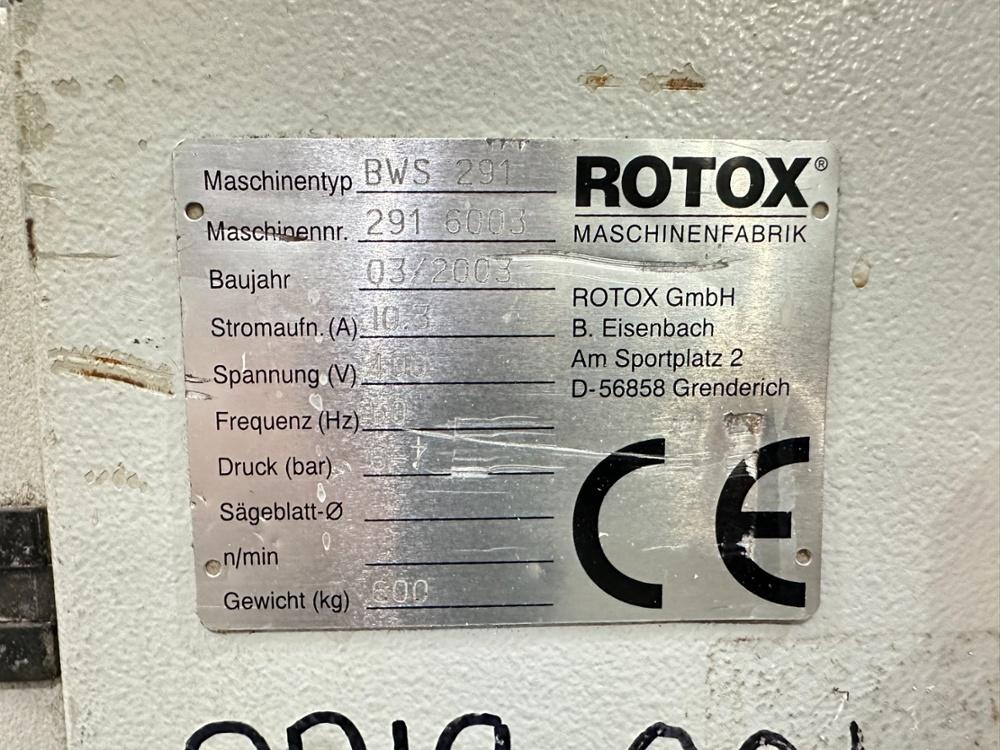 Maschinentyp BWS 291
Maschinennr. 291 6003
Baujahr 03/2003
Stromaufn. (A) 10.3
Spannung (V) 400
Frequenz (Hz)
Druck (bar)
Sägeblatt-Ø
n/min
Gewicht (kg) 600
ROTOX®
MASCHINENFABRIK
ROTOX GmbH
B. Eisenbach
Am Sportplatz 2
D-56858 Grenderich
CE